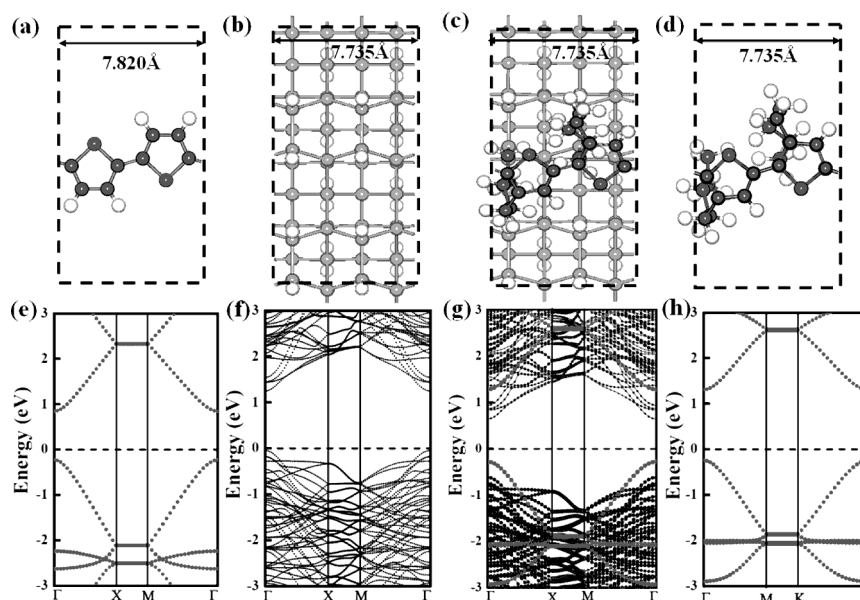 (a) (b) (c) (d)
7.820Å 7.735Å 7.735Å 7.735Å
(e) (f) (g) (h)
Energy (eV) Energy (eV) Energy (eV) Energy (eV)
3 3 3 3
2 2 2 2
1 1 1 1
0 0 0 0
-1 -1 -1 -1
-2 -2 -2 -2
-3 -3 -3 -3
Γ X M Γ Γ X M Γ Γ X M Γ Γ M K Γ